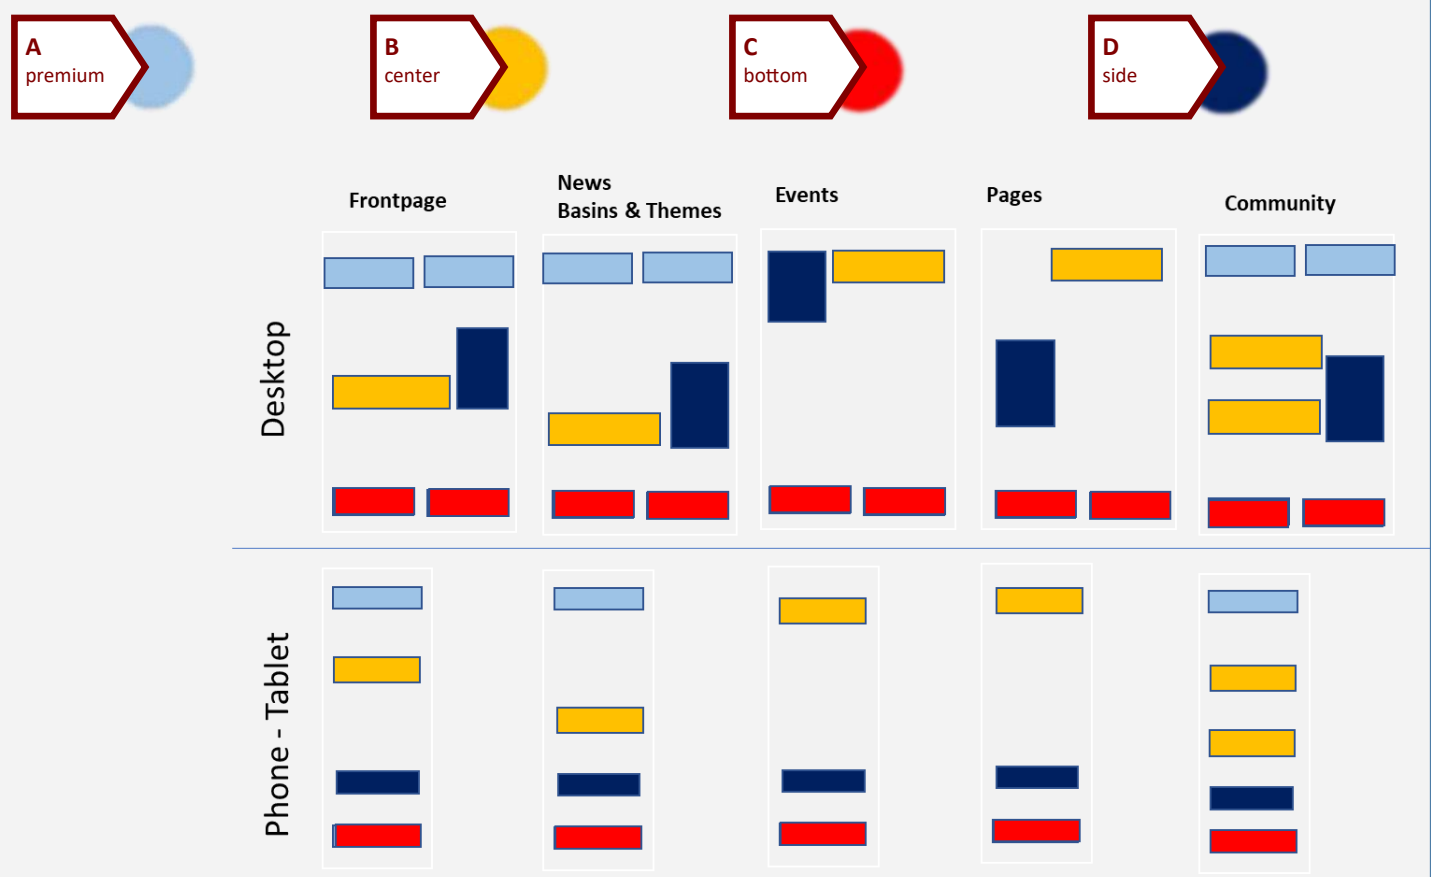 A
premium
B
center
C
bottom
D
side
Frontpage
News
Basins & Themes
Events
Pages
Community
Desktop
Phone - Tablet